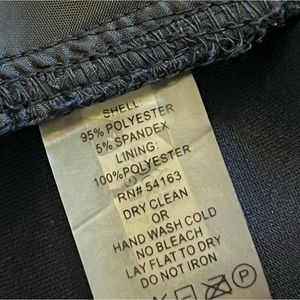 SHELL:
95% POLYESTER
5% SPANDEX
LINING:
100%POLYESTER
RN# 54163
DRY CLEAN
OR
HAND WASH COLD
NO BLEACH
LAY FLAT TO DRY
DO NOT IRON
P